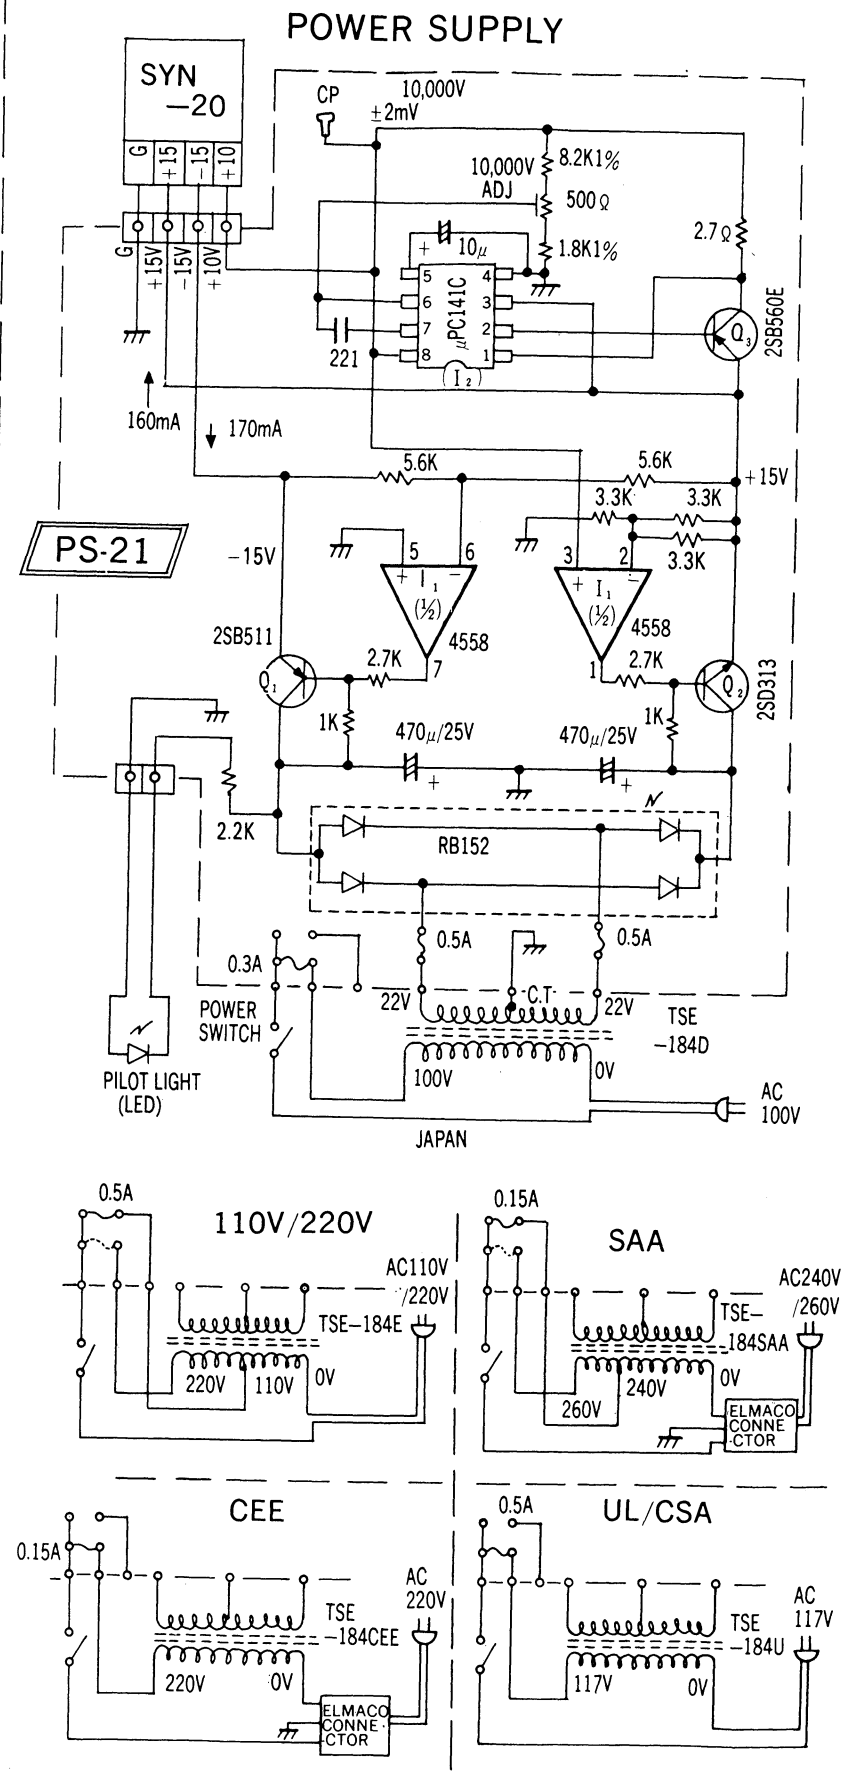 POWER SUPPLY
SYN
-20
G
+15
-15
+10
CP
10,000V
±2mV
10,000V
ADJ
8.2K1%
500Ω
1.8K1%
2.7Ω
G
+15V
-15V
+10V
+
10μ
5
6
7
8
4
3
2
1
μPC141C
(I2)
221
Q3
2SB560E
160mA
170mA
5.6K
5.6K
+15V
3.3K
3.3K
3.3K
PS-21
-15V
5
6
+
-
I1
(½)
4558
7
3
2
+
-
I1
(½)
4558
1
2SB511
Q1
2.7K
1K
2.7K
1K
Q2
2SD313
470μ/25V
+
470μ/25V
+
2.2K
RB152
0.5A
0.5A
0.3A
POWER
SWITCH
22V
C.T
22V
TSE
-184D
100V
0V
PILOT LIGHT
(LED)
AC
100V
JAPAN
0.5A
110V/220V
AC110V
/220V
TSE-184E
220V
110V
0V
0.15A
SAA
AC240V
/260V
TSE-
184SAA
260V
240V
0V
ELMACO
CONNE
-CTOR
CEE
0.15A
AC
220V
TSE
-184CEE
220V
0V
ELMACO
CONNE-
-CTOR
0.5A
UL/CSA
AC
117V
TSE
-184U
117V
0V